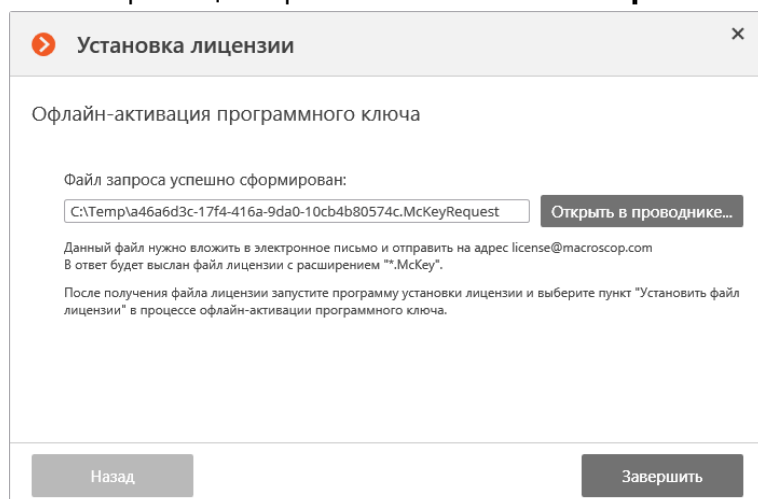 Установка лицензии
Офлайн-активация программного ключа
Файл запроса успешно сформирован:
C:\Temp\a46a6d3c-17f4-416a-9da0-10cb4b80574c.McKeyRequest
Открыть в проводнике...
Данный файл нужно вложить в электронное письмо и отправить на адрес license@macroscop.com
В ответ будет выслан файл лицензии с расширением "*.McKey".
После получения файла лицензии запустите программу установки лицензии и выберите пункт "Установить файл
лицензии" в процессе офлайн-активации программного ключа.
Назад
Завершить